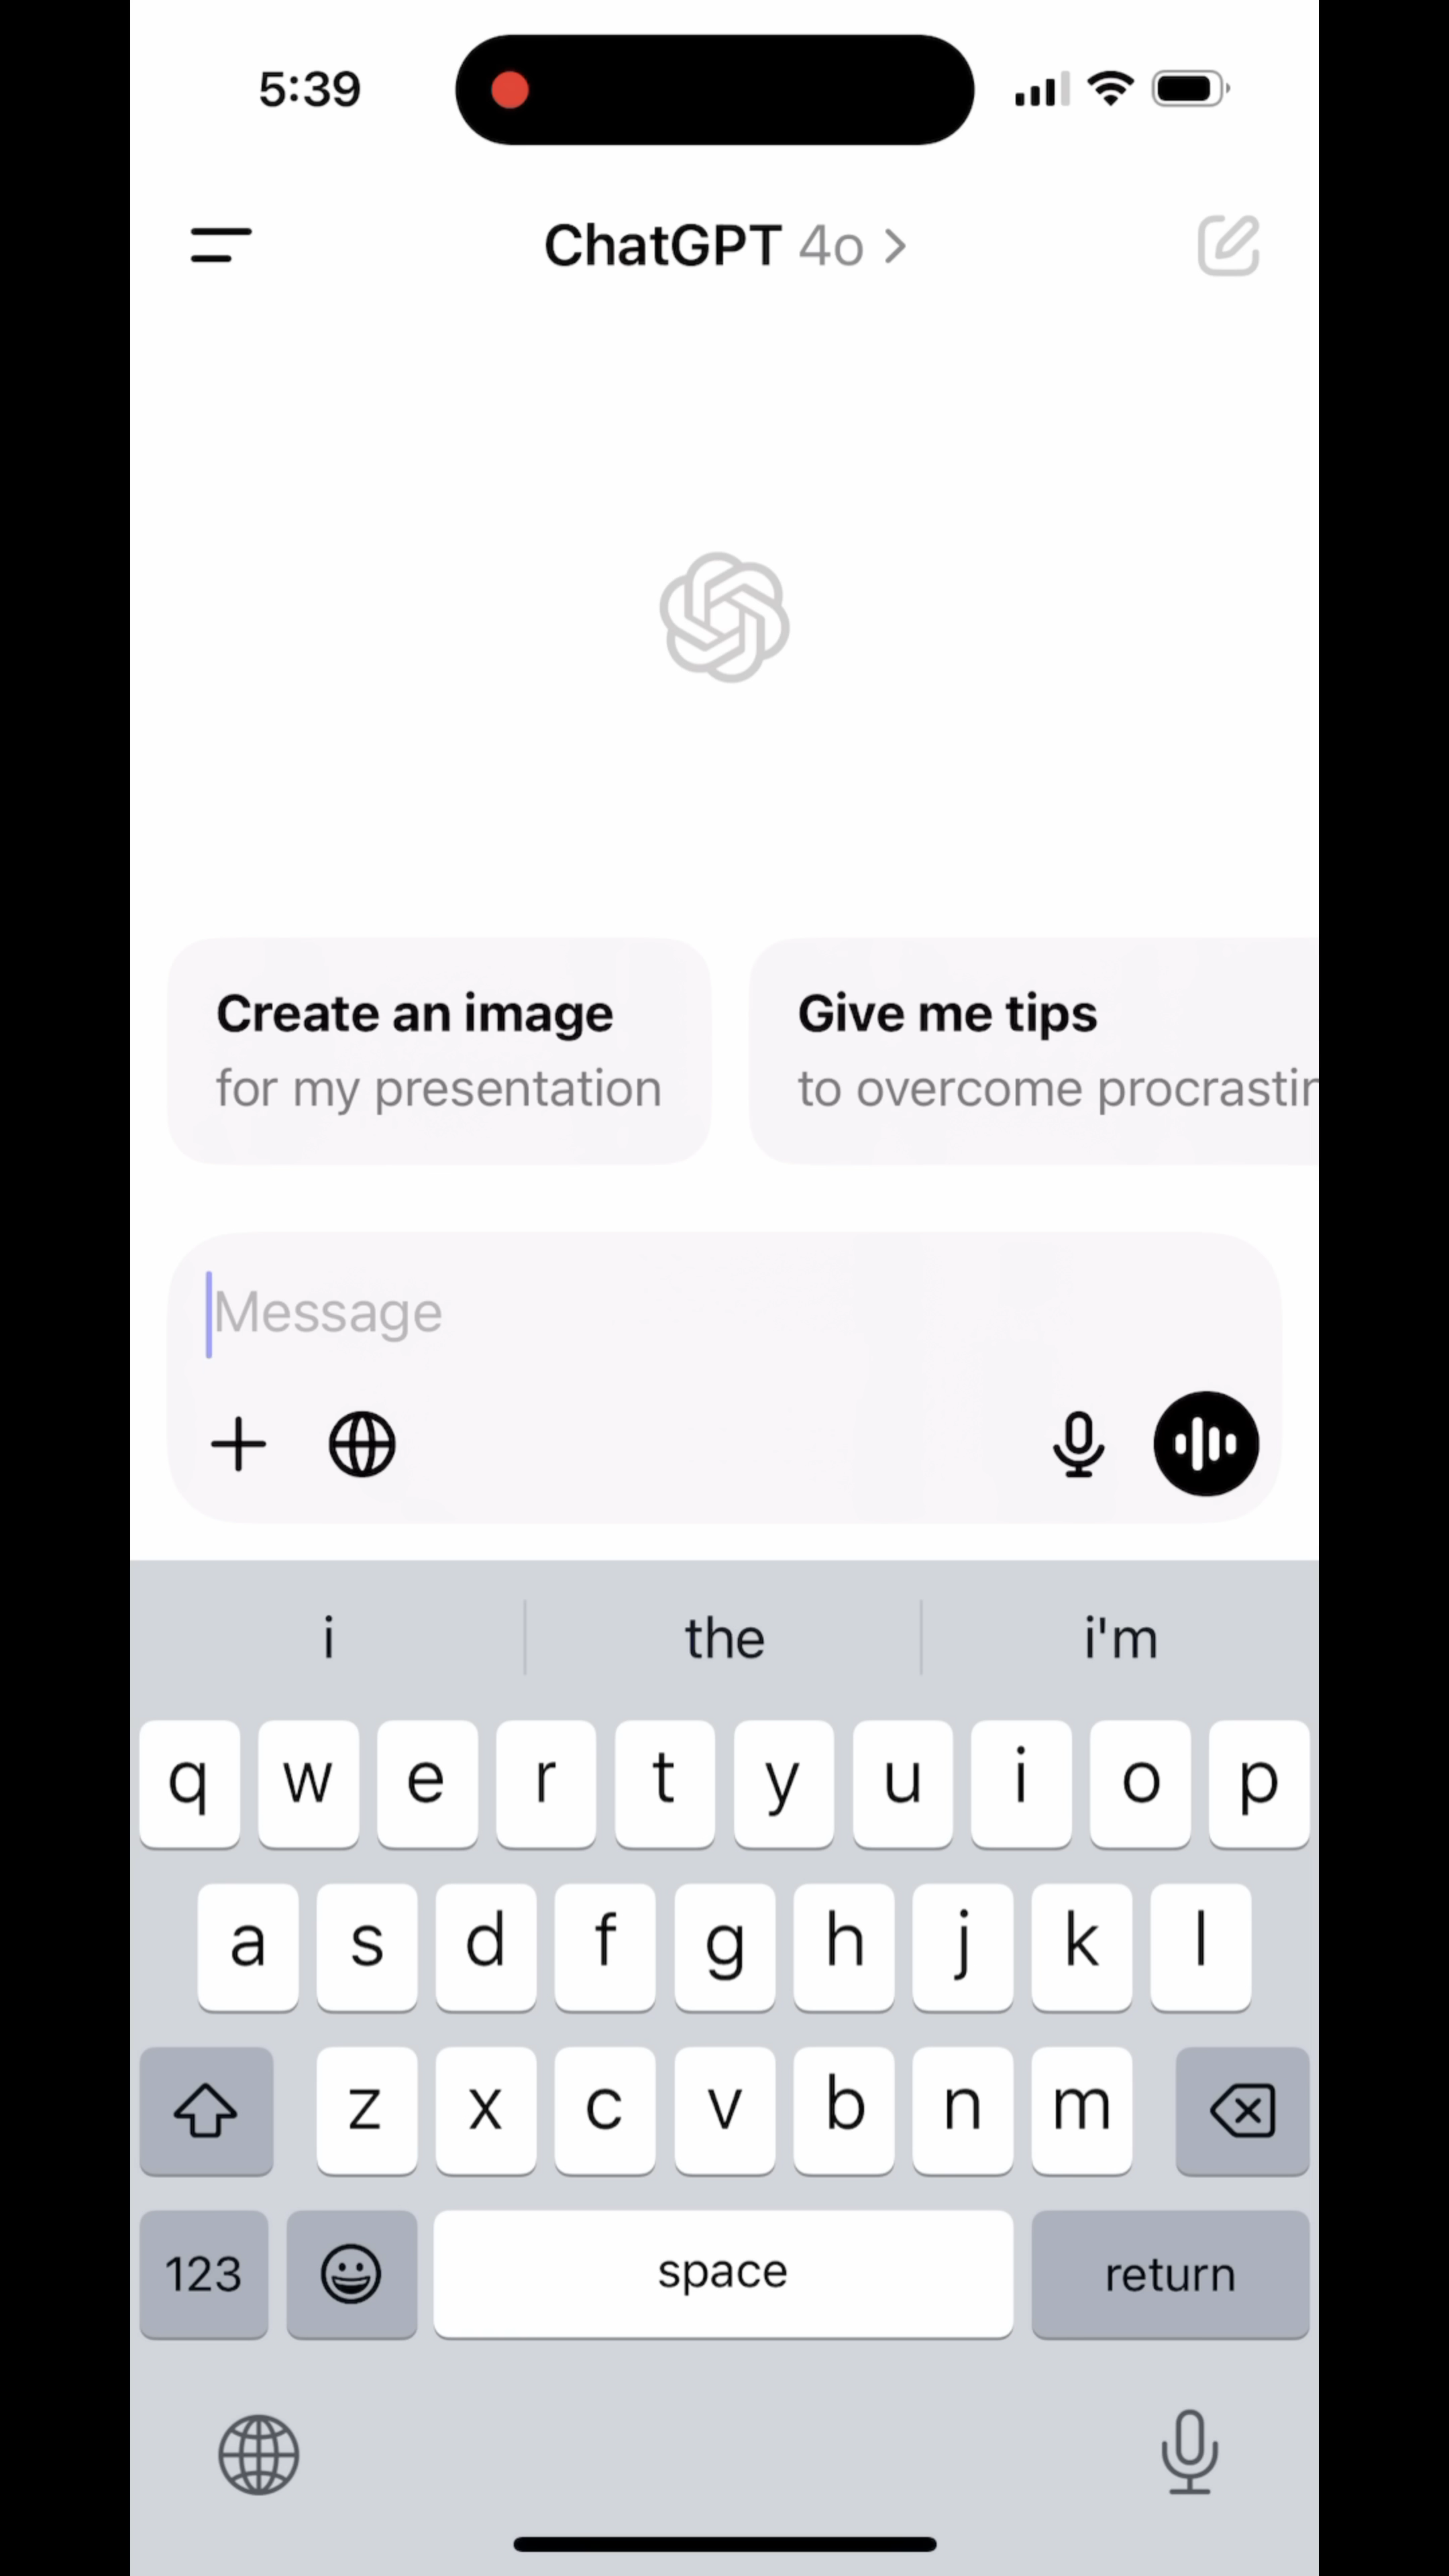 5:39
ChatGPT 4o
Create an image
for my presentation
Give me tips
to overcome procrastin
Message
i the i'm
q w e r t y u i o p
a s d f g h j k l
z x c v b n m
123 space return